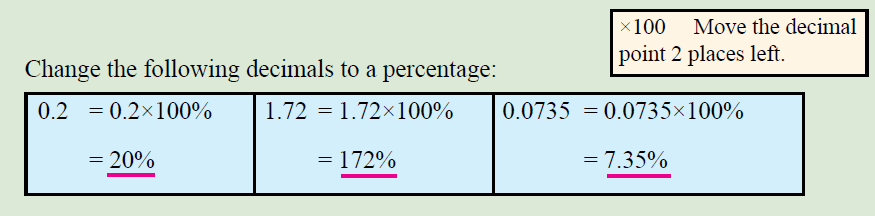 ×100 Move the decimal
point 2 places left.
Change the following decimals to a percentage:
0.2 = 0.2×100% 1.72 = 1.72×100% 0.0735 = 0.0735×100%
= 20% = 172% = 7.35%